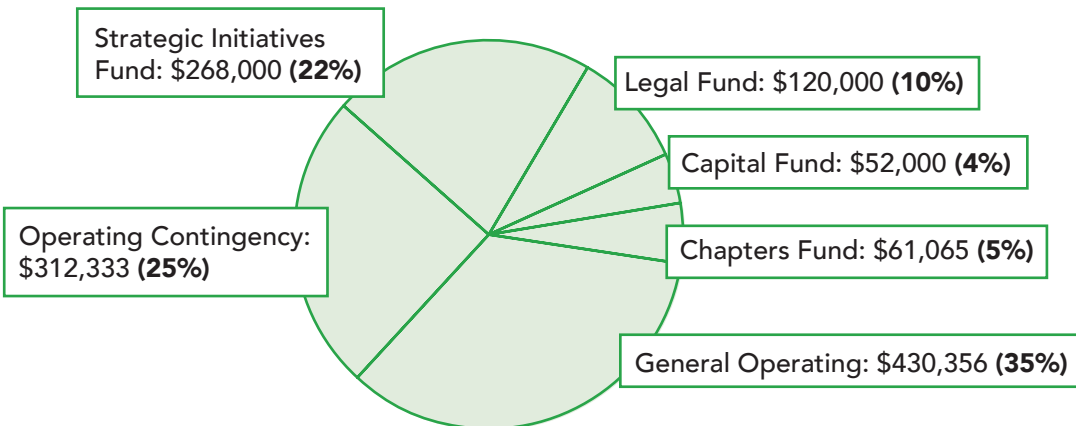 Strategic Initiatives
Fund: $268,000 (22%)
Legal Fund: $120,000 (10%)
Capital Fund: $52,000 (4%)
Operating Contingency:
$312,333 (25%)
Chapters Fund: $61,065 (5%)
General Operating: $430,356 (35%)